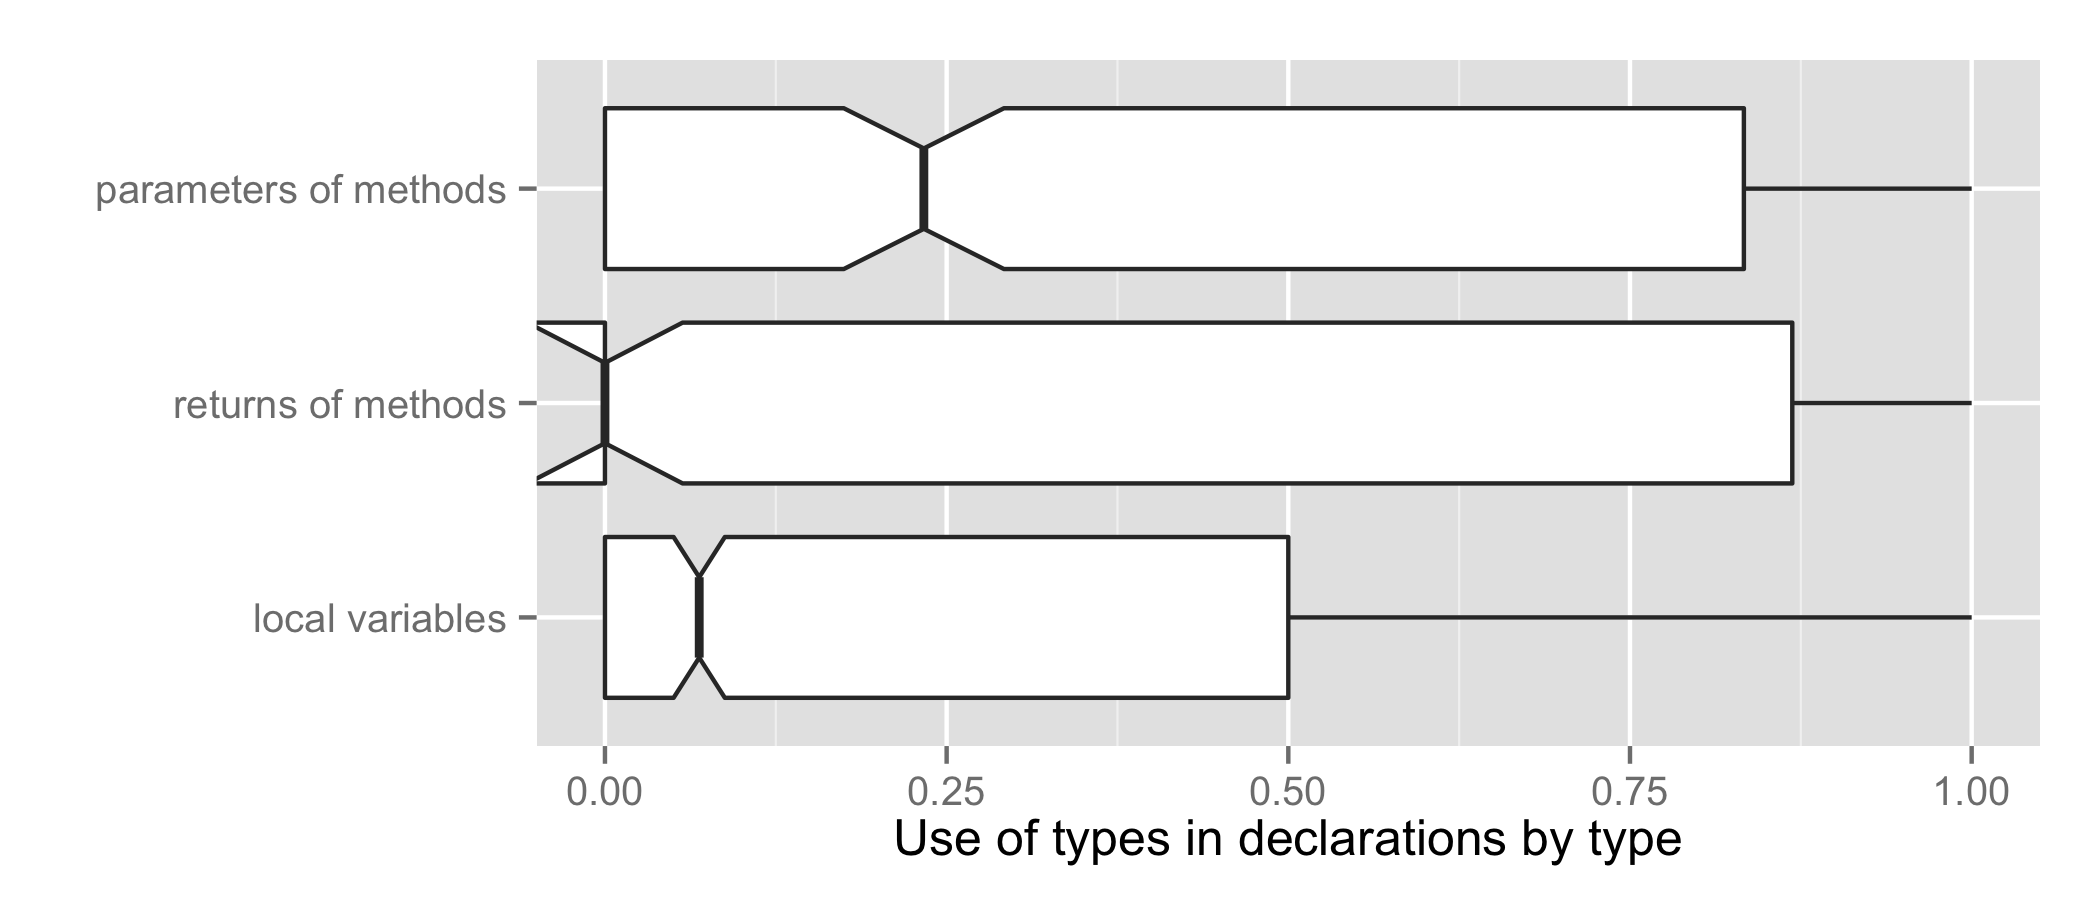 parameters of methods
returns of methods
local variables
0.00 0.25 0.50 0.75 1.00
Use of types in declarations by type